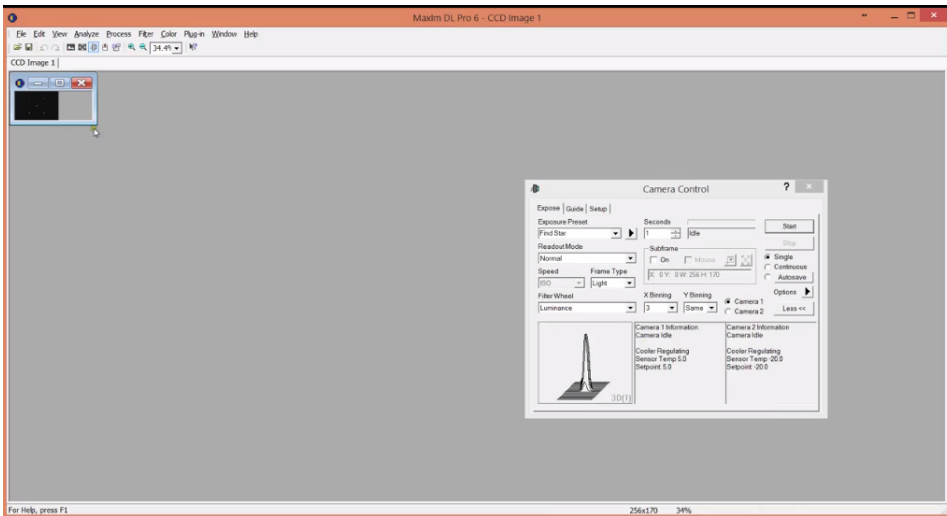 MaxIm DL Pro 6 - CCD Image 1
File Edit View Analyze Process Filter Color Plug-in Window Help
34.4%
CCD Image 1
Camera Control
?
Expose Guide Setup
Exposure Preset
Find Star
Seconds
1
Idle
Start
Stop
Readout Mode
Normal
Subframe
On Mouse
X: 0 Y: 0 W: 256 H: 170
Single
Continuous
Autosave
Speed Frame Type
ISO Light
Filter Wheel
Luminance
X Binning Y Binning
3 Same
Camera 1
Camera 2
Options
Less <<
3D(1)
Camera 1 Information
Camera Idle
Cooler Regulating
Sensor Temp 5.0
Setpoint 5.0
Camera 2 Information
Camera Idle
Cooler Regulating
Sensor Temp -20.0
Setpoint -20.0
For Help, press F1
256x170 34%